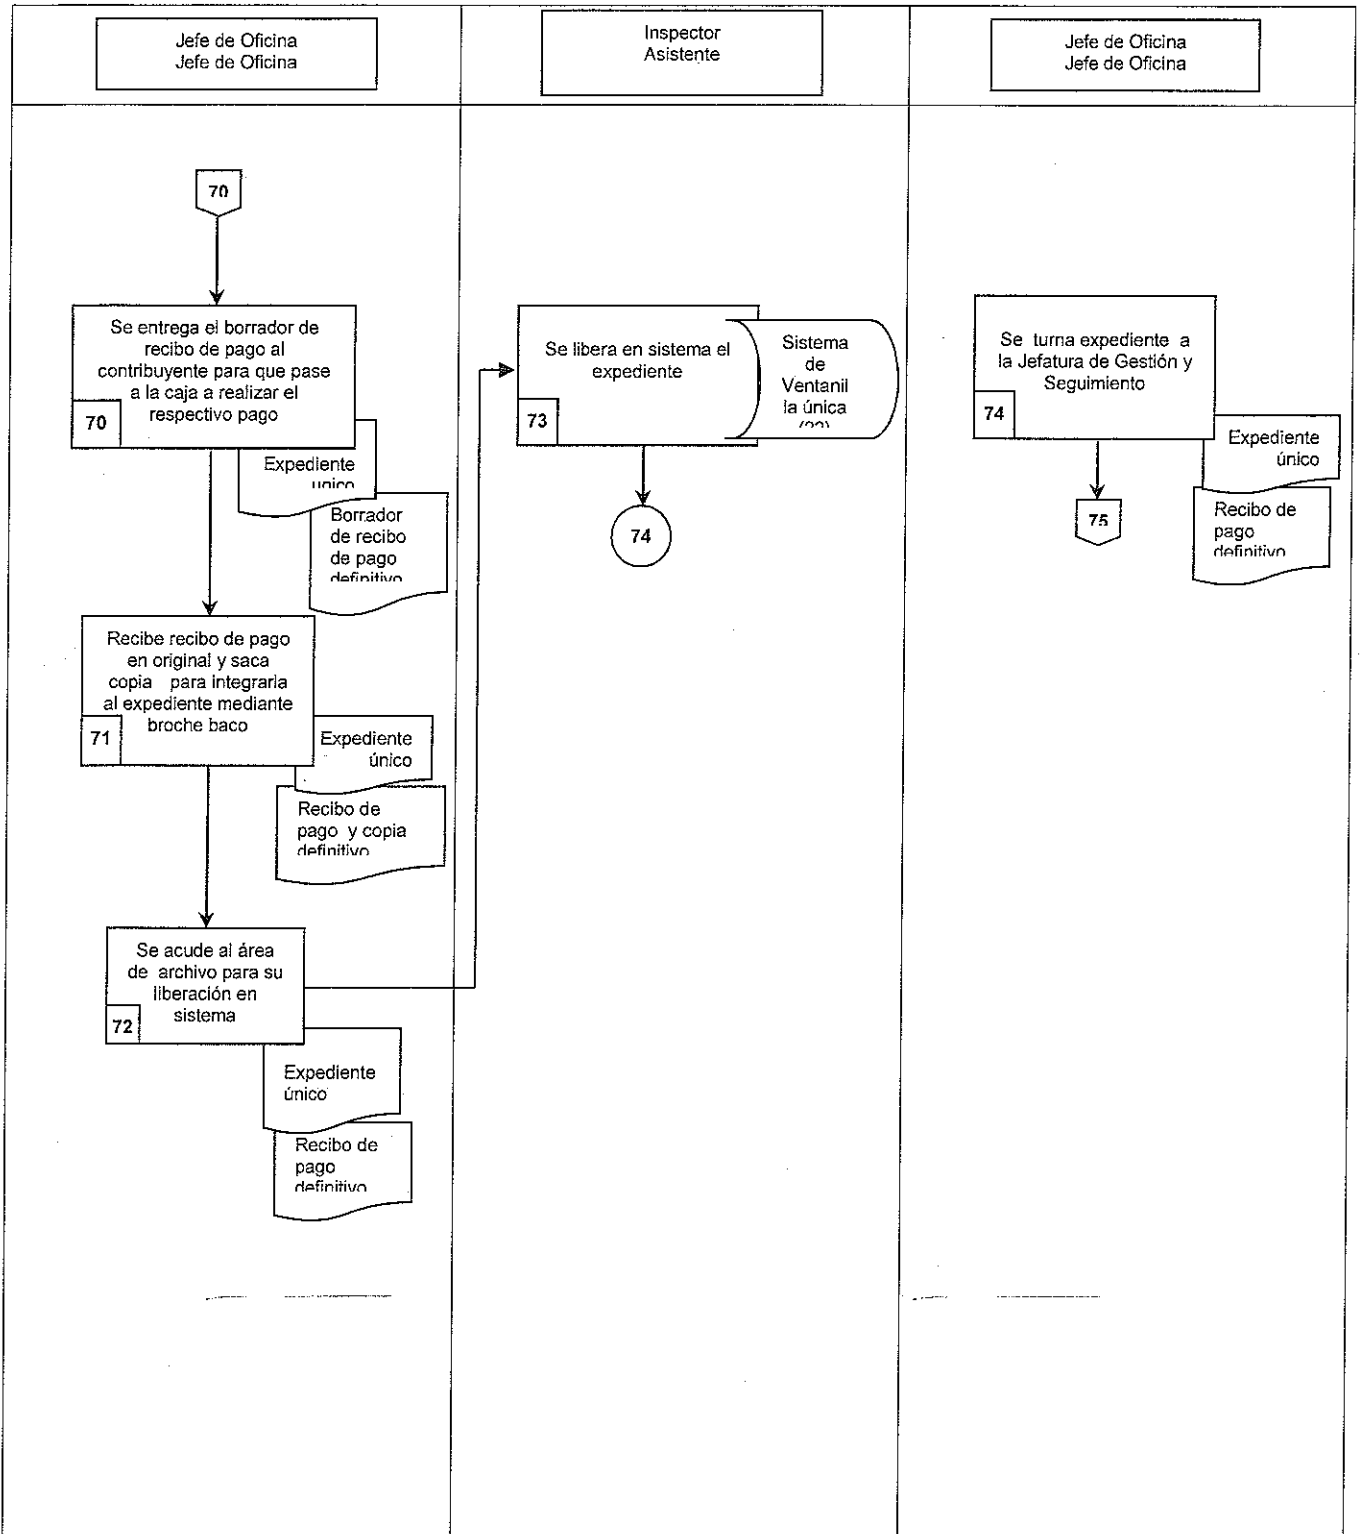 Jefe de Oficina
Jefe de Oficina
Inspector
Asistente
Jefe de Oficina
Jefe de Oficina
70
Se entrega el borrador de
recibo de pago al
contribuyente para que pase
a la caja a realizar el
respectivo pago
70
Expediente
único
Borrador
de recibo
de pago
definitivo
Recibe recibo de pago
en original y saca
copia para integrarla
al expediente mediante
broche baco
71
Expediente
único
Recibo de
pago y copia
definitivo
Se acude al área
de archivo para su
liberación en
sistema
72
Expediente
único
Recibo de
pago
definitivo
Se libera en sistema el
expediente
73
Sistema
de
Ventanil
la única
74
Se turna expediente a
la Jefatura de Gestión y
Seguimiento
74
Expediente
único
Recibo de
pago
definitivo
75